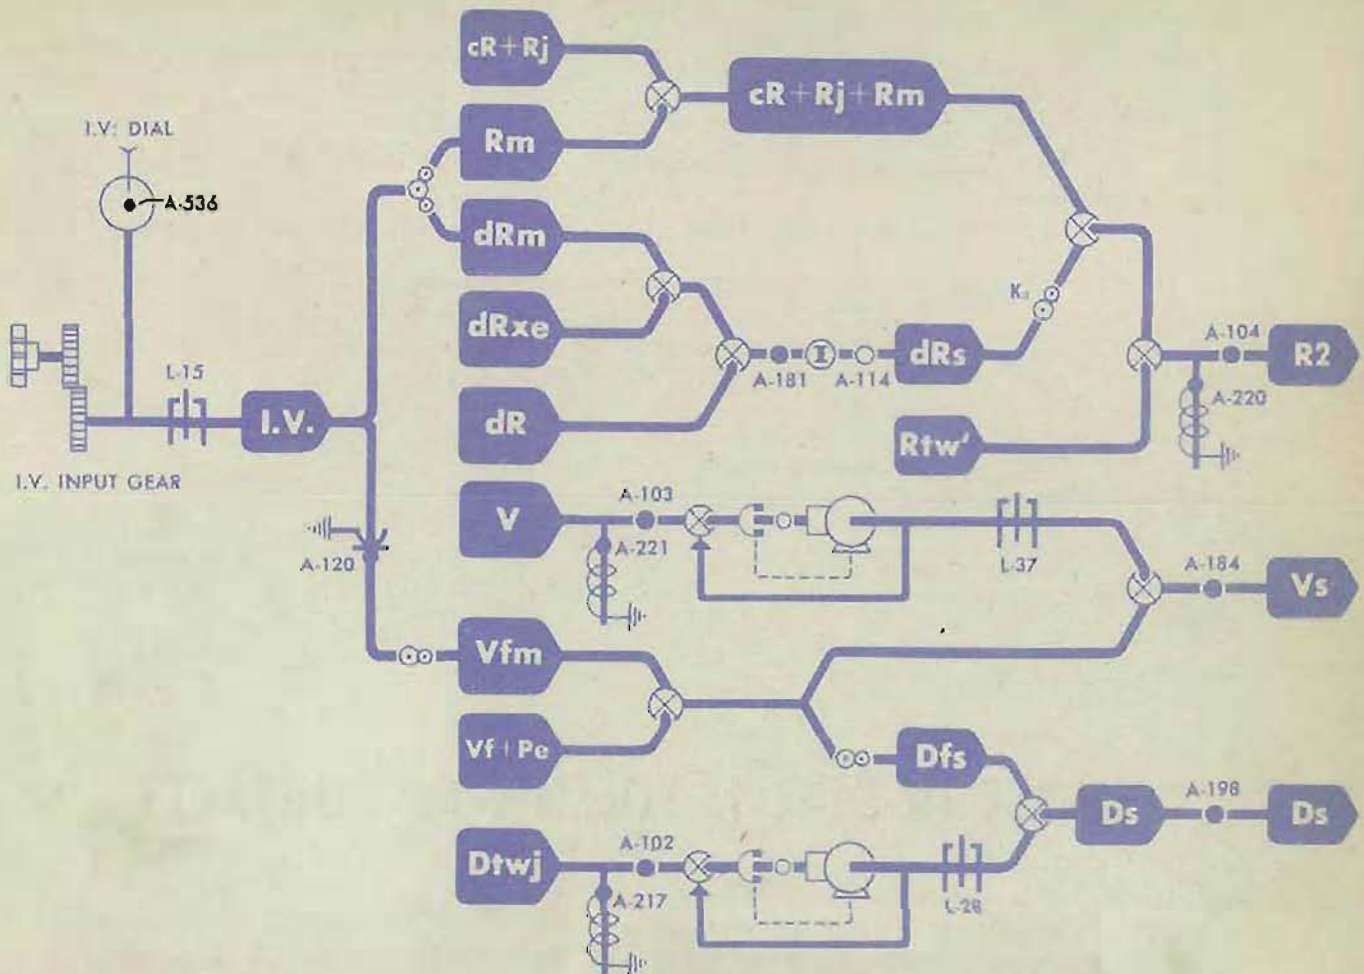 cR+Rj
I.V. DIAL
Rm
cR+Rj+Rm
A-536
dRm
K₁
dRxe
A-104
L-15
dRs
R2
A-181
A-114
A-220
I.V.
dR
Rtw'
I.V. INPUT GEAR
A-103
V
A-221
L-37
A-120
A-184
Vs
Vfm
Vf+Pe
Dfs
A-198
Ds
Ds
A-102
Dtwj
A-217
L-28